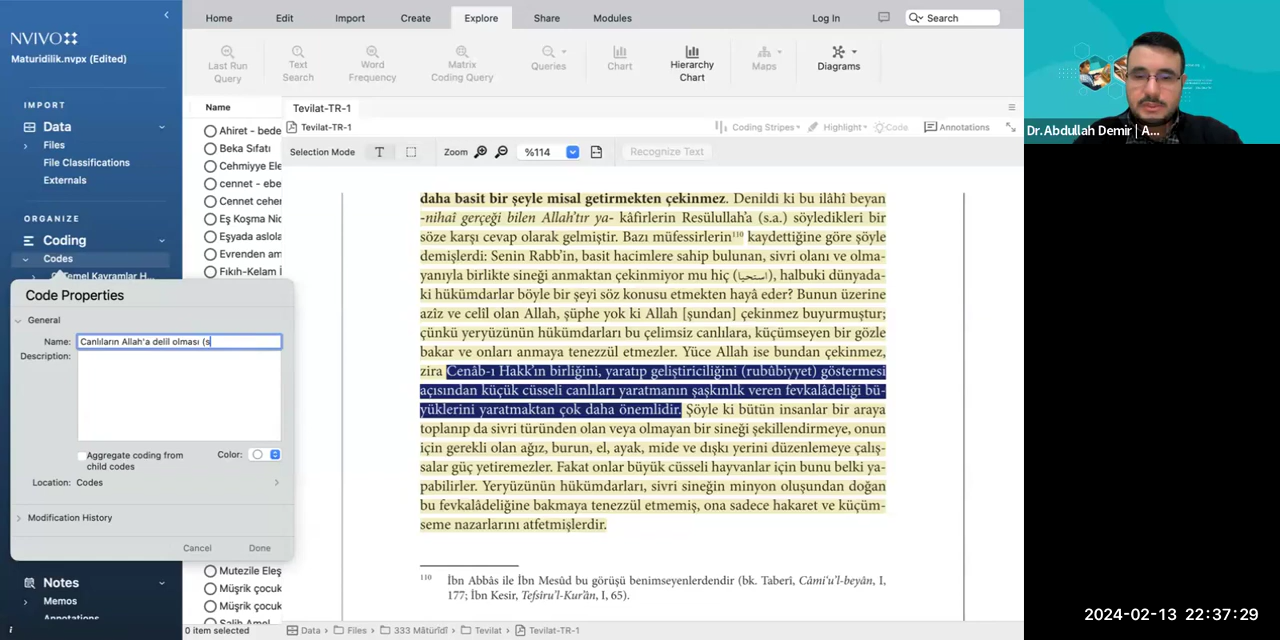 NVIVO
Maturidilik.nvpx (Edited)
IMPORT
Data
Files
File Classifications
Externals
ORGANIZE
Coding
Codes
Temel Kavramlar H...
Code Properties
General
Name: Canlıların Allah'a delil olması (s
Description:
Aggregate coding from
child codes
Color:
Location: Codes
Modification History
Cancel
Done
Notes
Memos
Annotations
Home
Edit
Import
Create
Explore
Share
Modules
Log In
Search
Last Run
Query
Text
Search
Word
Frequency
Matrix
Coding Query
Queries
Chart
Hierarchy
Chart
Maps
Diagrams
Name
Ahiret - bede
Beka Sıfatı
Cehmiyye Ele
cennet - ebe
Cennet cehe
Eş Koşma Nic
Eşyada aslola
Evrenden am
Fıkıh-Kelam İ
Mutezile Eleş
Müşrik çocuk
Müşrik çocuk
Salih Amel
0 item selected
Tevilat-TR-1
Tevilat-TR-1
Coding Stripes
Highlight
Code
Annotations
Selection Mode
T
Zoom
%114
Recognize Text
daha basit bir şeyle misal getirmekten çekinmez. Denildi ki bu ilâhî beyan
-nihaî gerçeği bilen Allah'tır ya- kâfirlerin Resûlullah'a (s.a.) söyledikleri bir
söze karşı cevap olarak gelmiştir. Bazı müfessirlerin¹¹⁰ kaydettiğine göre şöyle
demişlerdi: Senin Rabb'in, basit hacimlere sahip bulunan, sivri olanı ve olma-
yanıyla birlikte sineği anmaktan çekinmiyor mu hiç (استحيا), halbuki dünyada-
ki hükümdarlar böyle bir şeyi söz konusu etmekten hayâ eder? Bunun üzerine
azîz ve celîl olan Allah, şüphe yok ki Allah [şundan] çekinmez buyurmuştur;
çünkü yeryüzünün hükümdarları bu çelimsiz canlılara, küçümseyen bir gözle
bakar ve onları anmaya tenezzül etmezler. Yüce Allah ise bundan çekinmez,
zira Cenâb-ı Hakk'ın birliğini, yaratıp geliştiriciliğini (rubûbiyyet) göstermesi
açısından küçük cüsseli canlıları yaratmanın şaşkınlık veren fevkalâdeliği bü-
yüklerini yaratmaktan çok daha önemlidir. Şöyle ki bütün insanlar bir araya
toplanıp da sivri türünden olan veya olmayan bir sineği şekillendirmeye, onun
için gerekli olan ağız, burun, el, ayak, mide ve dışkı yerini düzenlemeye çalış-
salar güç yetiremezler. Fakat onlar büyük cüsseli hayvanlar için bunu belki ya-
pabilirler. Yeryüzünün hükümdarları, sivri sineğin minyon oluşundan doğan
bu fevkalâdeliğine bakmaya tenezzül etmemiş, ona sadece hakaret ve küçüm-
seme nazarlarını atfetmişlerdir.
110 İbn Abbâs ile İbn Mesûd bu görüşü benimseyenlerdendir (bk. Taberî, Câmi'u'l-beyân, I,
177; İbn Kesir, Tefsîru'l-Kur'ân, I, 65).
Data > Files > 333 Mâtürîdî > Tevilat > Tevilat-TR-1
Dr.Abdullah Demir | A...
2024-02-13 22:37:29